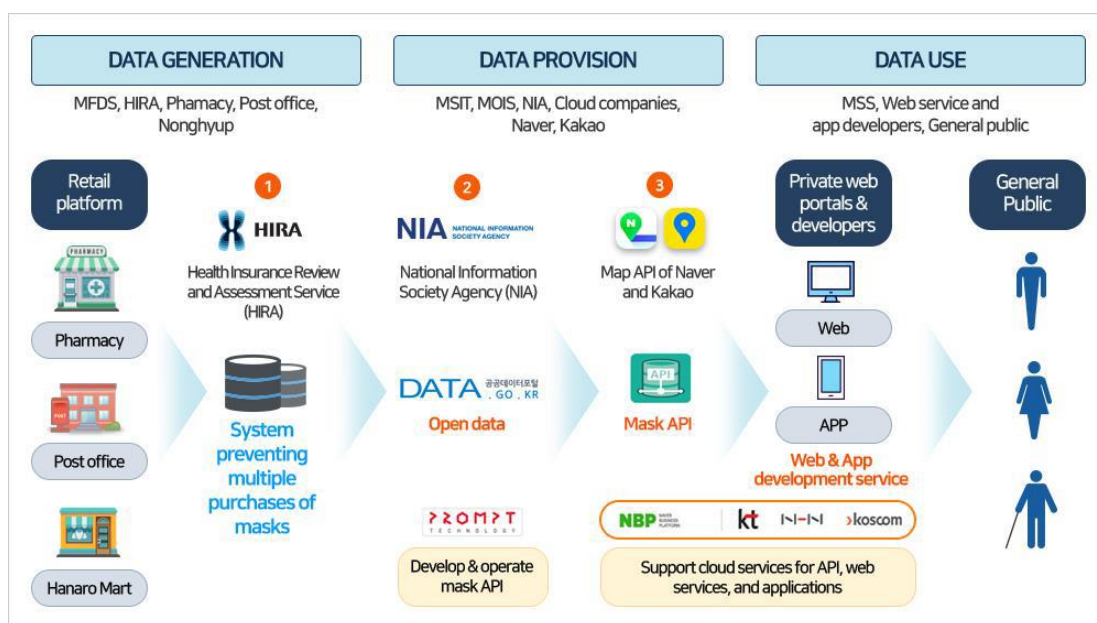 DATA GENERATION
MFDS, HIRA, Phamacy, Post office,
Nonghyup
DATA PROVISION
MSIT, MOIS, NIA, Cloud companies,
Naver, Kakao
DATA USE
MSS, Web service and
app developers, General public
Retail
platform
PHARMACY
Pharmacy
POST
Post office
Hanaro Mart
1
HIRA
Health Insurance Review
and Assessment Service
(HIRA)
System
preventing
multiple
purchases of
masks
2
NIA NATIONAL INFORMATION
SOCIETY AGENCY
National Information
Society Agency (NIA)
DATA 공공데이터포털
.GO.KR
Open data
PROMPT
TECHNOLOGY
Develop & operate
mask API
3
N
Map API of Naver
and Kakao
API
Mask API
NBP NAVER
BUSINESS
PLATFORM
kt
koscom
Support cloud services for API, web
services, and applications
Private web
portals &
developers
Web
APP
Web & App
development service
General
Public